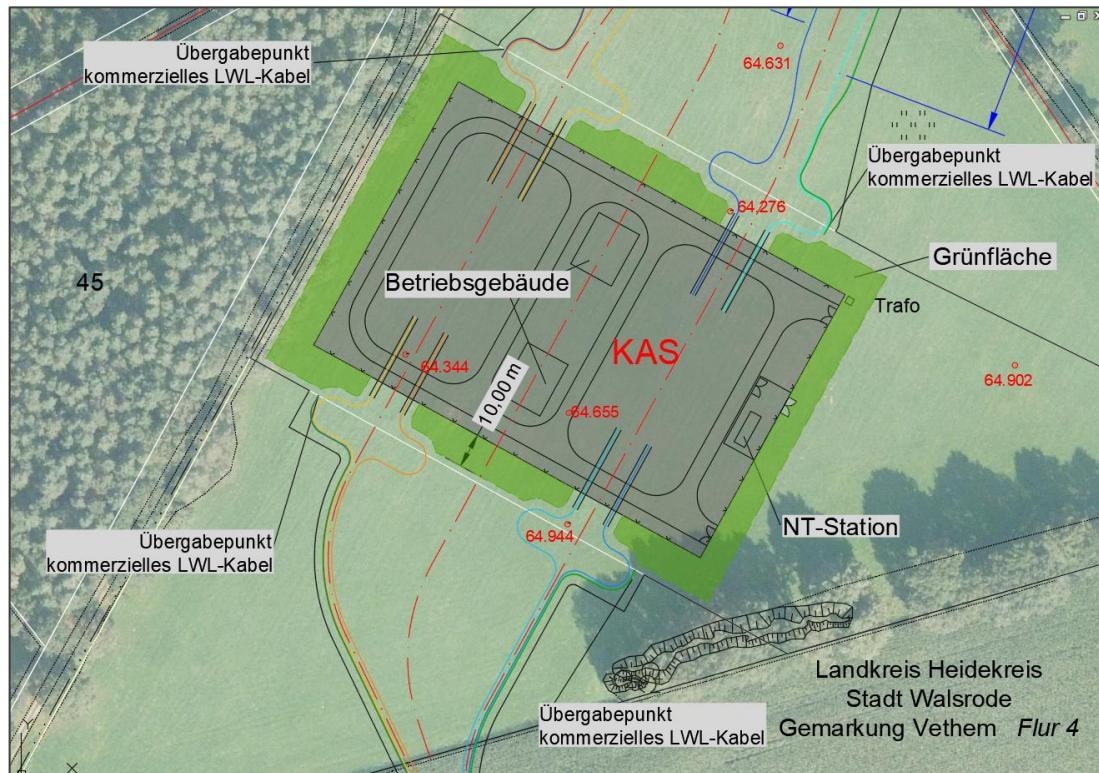 Übergabepunkt
kommerzielles LWL-Kabel
64.631
Übergabepunkt
kommerzielles LWL-Kabel
64,276
Grünfläche
45
Betriebsgebäude
Trafo
KAS
64.344
64.902
10,00 m
64.655
NT-Station
64.944
Übergabepunkt
kommerzielles LWL-Kabel
Landkreis Heidekreis
Stadt Walsrode
Gemarkung Vethem Flur 4
Übergabepunkt
kommerzielles LWL-Kabel